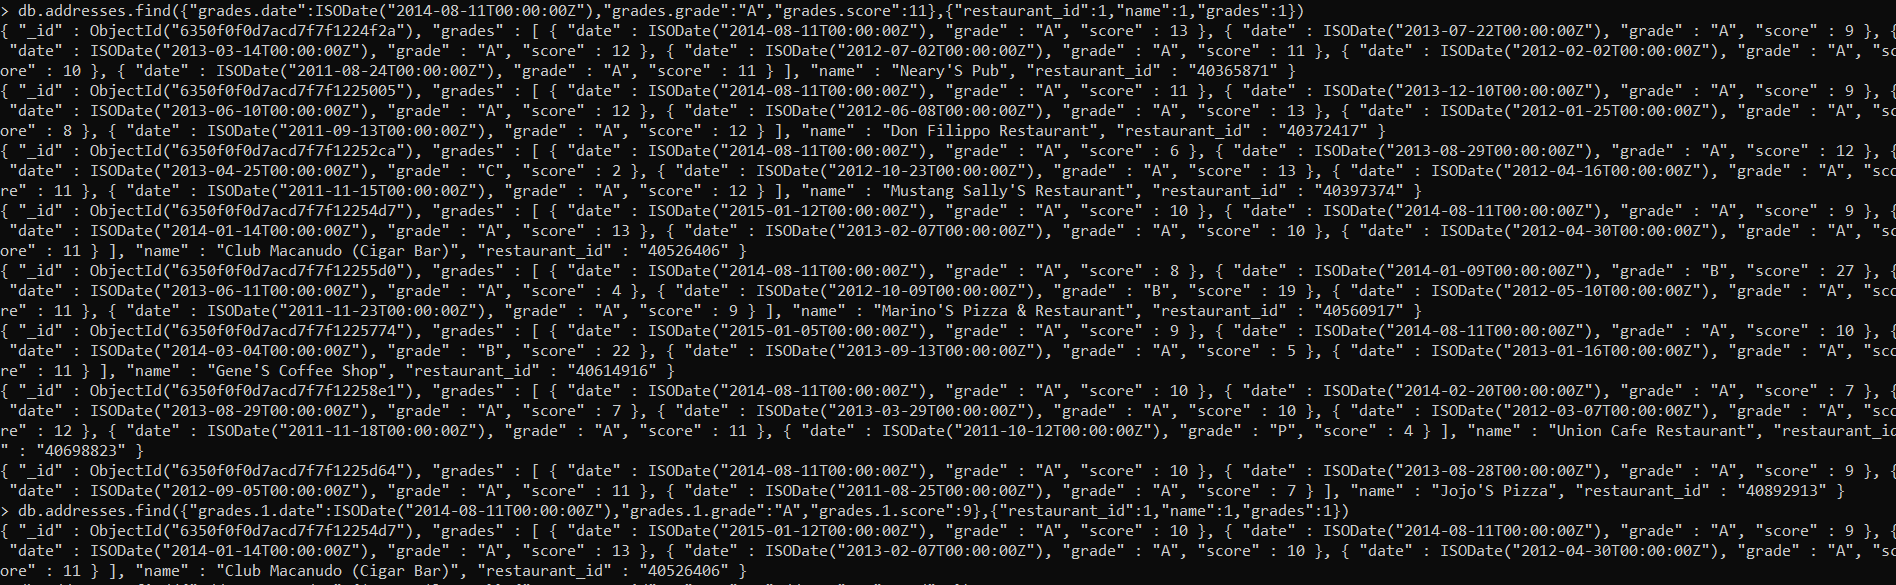 > db.addresses.find({"grades.date":ISODate("2014-08-11T00:00:00Z"),"grades.grade":"A","grades.score":11},{"restaurant_id":1,"name":1,"grades":1})
{ "_id" : ObjectId("6350f0f0d7acd7f7f1224f2a"), "grades" : [ { "date" : ISODate("2014-08-11T00:00:00Z"), "grade" : "A", "score" : 13 }, { "date" : ISODate("2013-07-22T00:00:00Z"), "grade" : "A", "score" : 9 }, {
"date" : ISODate("2013-03-14T00:00:00Z"), "grade" : "A", "score" : 12 }, { "date" : ISODate("2012-07-02T00:00:00Z"), "grade" : "A", "score" : 11 }, { "date" : ISODate("2012-02-02T00:00:00Z"), "grade" : "A", "sc
ore" : 10 }, { "date" : ISODate("2011-08-24T00:00:00Z"), "grade" : "A", "score" : 11 } ], "name" : "Neary'S Pub", "restaurant_id" : "40365871" }
{ "_id" : ObjectId("6350f0f0d7acd7f7f1225005"), "grades" : [ { "date" : ISODate("2014-08-11T00:00:00Z"), "grade" : "A", "score" : 11 }, { "date" : ISODate("2013-12-10T00:00:00Z"), "grade" : "A", "score" : 9 }, {
"date" : ISODate("2013-06-10T00:00:00Z"), "grade" : "A", "score" : 12 }, { "date" : ISODate("2012-06-08T00:00:00Z"), "grade" : "A", "score" : 13 }, { "date" : ISODate("2012-01-25T00:00:00Z"), "grade" : "A", "sc
ore" : 8 }, { "date" : ISODate("2011-09-13T00:00:00Z"), "grade" : "A", "score" : 12 } ], "name" : "Don Filippo Restaurant", "restaurant_id" : "40372417" }
{ "_id" : ObjectId("6350f0f0d7acd7f7f12252ca"), "grades" : [ { "date" : ISODate("2014-08-11T00:00:00Z"), "grade" : "A", "score" : 6 }, { "date" : ISODate("2013-08-29T00:00:00Z"), "grade" : "A", "score" : 12 }, {
"date" : ISODate("2013-04-25T00:00:00Z"), "grade" : "C", "score" : 2 }, { "date" : ISODate("2012-10-23T00:00:00Z"), "grade" : "A", "score" : 13 }, { "date" : ISODate("2012-04-16T00:00:00Z"), "grade" : "A", "sco
re" : 11 }, { "date" : ISODate("2011-11-15T00:00:00Z"), "grade" : "A", "score" : 12 } ], "name" : "Mustang Sally'S Restaurant", "restaurant_id" : "40397374" }
{ "_id" : ObjectId("6350f0f0d7acd7f7f12254d7"), "grades" : [ { "date" : ISODate("2015-01-12T00:00:00Z"), "grade" : "A", "score" : 10 }, { "date" : ISODate("2014-08-11T00:00:00Z"), "grade" : "A", "score" : 9 }, {
"date" : ISODate("2014-01-14T00:00:00Z"), "grade" : "A", "score" : 13 }, { "date" : ISODate("2013-02-07T00:00:00Z"), "grade" : "A", "score" : 10 }, { "date" : ISODate("2012-04-30T00:00:00Z"), "grade" : "A", "sc
ore" : 11 } ], "name" : "Club Macanudo (Cigar Bar)", "restaurant_id" : "40526406" }
{ "_id" : ObjectId("6350f0f0d7acd7f7f12255d0"), "grades" : [ { "date" : ISODate("2014-08-11T00:00:00Z"), "grade" : "A", "score" : 8 }, { "date" : ISODate("2014-01-09T00:00:00Z"), "grade" : "B", "score" : 27 }, {
"date" : ISODate("2013-06-11T00:00:00Z"), "grade" : "A", "score" : 4 }, { "date" : ISODate("2012-10-09T00:00:00Z"), "grade" : "B", "score" : 19 }, { "date" : ISODate("2012-05-10T00:00:00Z"), "grade" : "A", "sco
re" : 11 }, { "date" : ISODate("2011-11-23T00:00:00Z"), "grade" : "A", "score" : 9 } ], "name" : "Marino'S Pizza & Restaurant", "restaurant_id" : "40560917" }
{ "_id" : ObjectId("6350f0f0d7acd7f7f1225774"), "grades" : [ { "date" : ISODate("2015-01-05T00:00:00Z"), "grade" : "A", "score" : 9 }, { "date" : ISODate("2014-08-11T00:00:00Z"), "grade" : "A", "score" : 10 }, {
"date" : ISODate("2014-03-04T00:00:00Z"), "grade" : "B", "score" : 22 }, { "date" : ISODate("2013-09-13T00:00:00Z"), "grade" : "A", "score" : 5 }, { "date" : ISODate("2013-01-16T00:00:00Z"), "grade" : "A", "sco
re" : 11 } ], "name" : "Gene'S Coffee Shop", "restaurant_id" : "40614916" }
{ "_id" : ObjectId("6350f0f0d7acd7f7f12258e1"), "grades" : [ { "date" : ISODate("2014-08-11T00:00:00Z"), "grade" : "A", "score" : 10 }, { "date" : ISODate("2014-02-20T00:00:00Z"), "grade" : "A", "score" : 7 }, {
"date" : ISODate("2013-08-29T00:00:00Z"), "grade" : "A", "score" : 7 }, { "date" : ISODate("2013-03-29T00:00:00Z"), "grade" : "A", "score" : 10 }, { "date" : ISODate("2012-03-07T00:00:00Z"), "grade" : "A", "sco
re" : 12 }, { "date" : ISODate("2011-11-18T00:00:00Z"), "grade" : "A", "score" : 11 }, { "date" : ISODate("2011-10-12T00:00:00Z"), "grade" : "P", "score" : 4 } ], "name" : "Union Cafe Restaurant", "restaurant_id
" : "40698823" }
{ "_id" : ObjectId("6350f0f0d7acd7f7f1225d64"), "grades" : [ { "date" : ISODate("2014-08-11T00:00:00Z"), "grade" : "A", "score" : 10 }, { "date" : ISODate("2013-08-28T00:00:00Z"), "grade" : "A", "score" : 9 }, {
"date" : ISODate("2012-09-05T00:00:00Z"), "grade" : "A", "score" : 11 }, { "date" : ISODate("2011-08-25T00:00:00Z"), "grade" : "A", "score" : 7 } ], "name" : "Jojo'S Pizza", "restaurant_id" : "40892913" }
> db.addresses.find({"grades.1.date":ISODate("2014-08-11T00:00:00Z"),"grades.1.grade":"A","grades.1.score":9},{"restaurant_id":1,"name":1,"grades":1})
{ "_id" : ObjectId("6350f0f0d7acd7f7f12254d7"), "grades" : [ { "date" : ISODate("2015-01-12T00:00:00Z"), "grade" : "A", "score" : 10 }, { "date" : ISODate("2014-08-11T00:00:00Z"), "grade" : "A", "score" : 9 }, {
"date" : ISODate("2014-01-14T00:00:00Z"), "grade" : "A", "score" : 13 }, { "date" : ISODate("2013-02-07T00:00:00Z"), "grade" : "A", "score" : 10 }, { "date" : ISODate("2012-04-30T00:00:00Z"), "grade" : "A", "sc
ore" : 11 } ], "name" : "Club Macanudo (Cigar Bar)", "restaurant_id" : "40526406" }